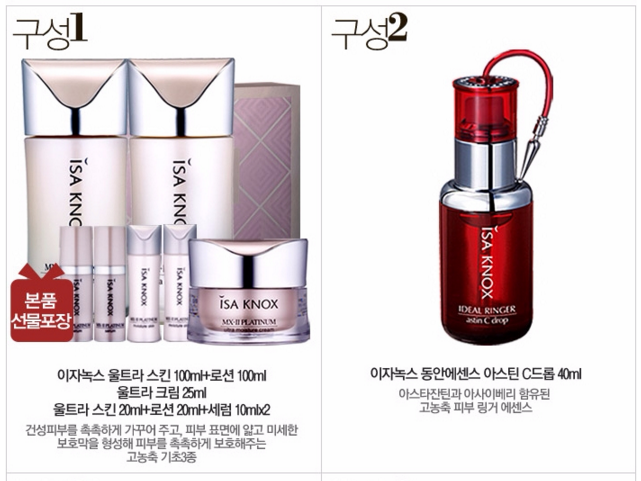 구성1
구성2
ISA KNOX
ISA KNOX
ISA KNOX
ISA KNOX
ISA KNOX
MX-II PLATINUM
ultra moisture cream
본품
선물포장
ISA KNOX
IDEAL RINGER
astin C drop
이자녹스 울트라 스킨 100ml+로션 100ml
울트라 크림 25ml
울트라 스킨 20ml+로션 20ml+세럼 10mlx2
건성피부를 촉촉하게 가꾸어 주고, 피부 표면에 얇고 미세한
보호막을 형성해 피부를 촉촉하게 보호해주는
고농축 기초3종
이자녹스 동안에센스 아스틴 C드롭 40ml
아스타잔틴과 아사이베리 함유된
고농축 피부 링거 에센스